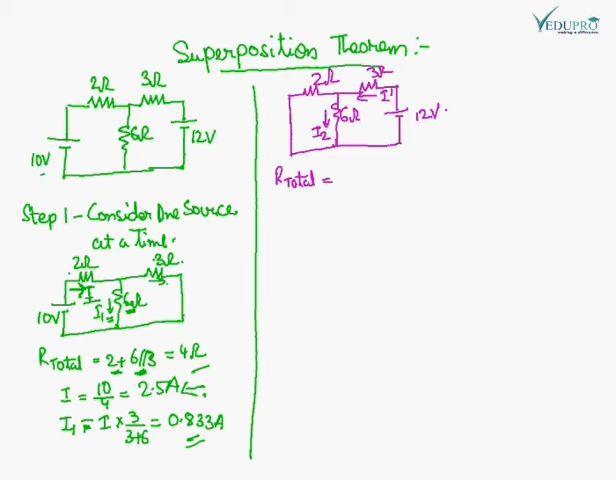 VEDUPRO
making a difference
Superposition Theorem:-
2Ω 3Ω
6Ω
12V
10V
Step 1 - Consider One Source
at a Time.
2Ω 3Ω
I
I₁
6Ω
10V
R_Total = 2+6//3 = 4Ω
I = 10/4 = 2.5A
I₁ = I × 3/(3+6) = 0.833A
2Ω 3Ω
I'
6Ω
I₂
12V
R_Total =